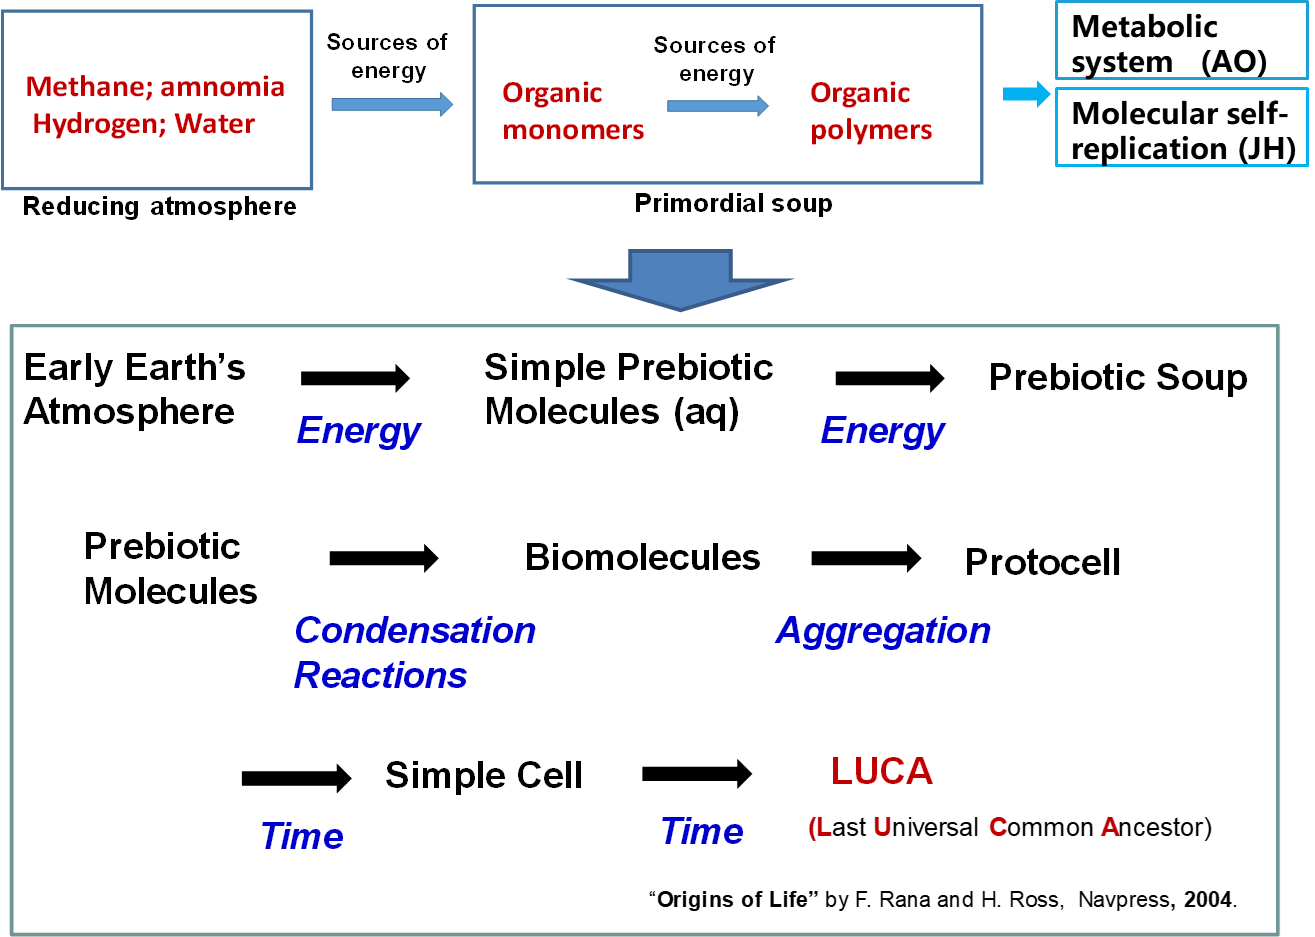 Methane; amnomia
Hydrogen; Water
Reducing atmosphere
Sources of
energy
Organic
monomers
Sources of
energy
Organic
polymers
Primordial soup
Metabolic
system (AO)
Molecular self-
replication (JH)
Early Earth’s
Atmosphere
Energy
Simple Prebiotic
Molecules (aq)
Energy
Prebiotic Soup
Prebiotic
Molecules
Condensation
Reactions
Biomolecules
Aggregation
Protocell
Time
Simple Cell
Time
LUCA
(Last Universal Common Ancestor)
“Origins of Life” by F. Rana and H. Ross, Navpress, 2004.